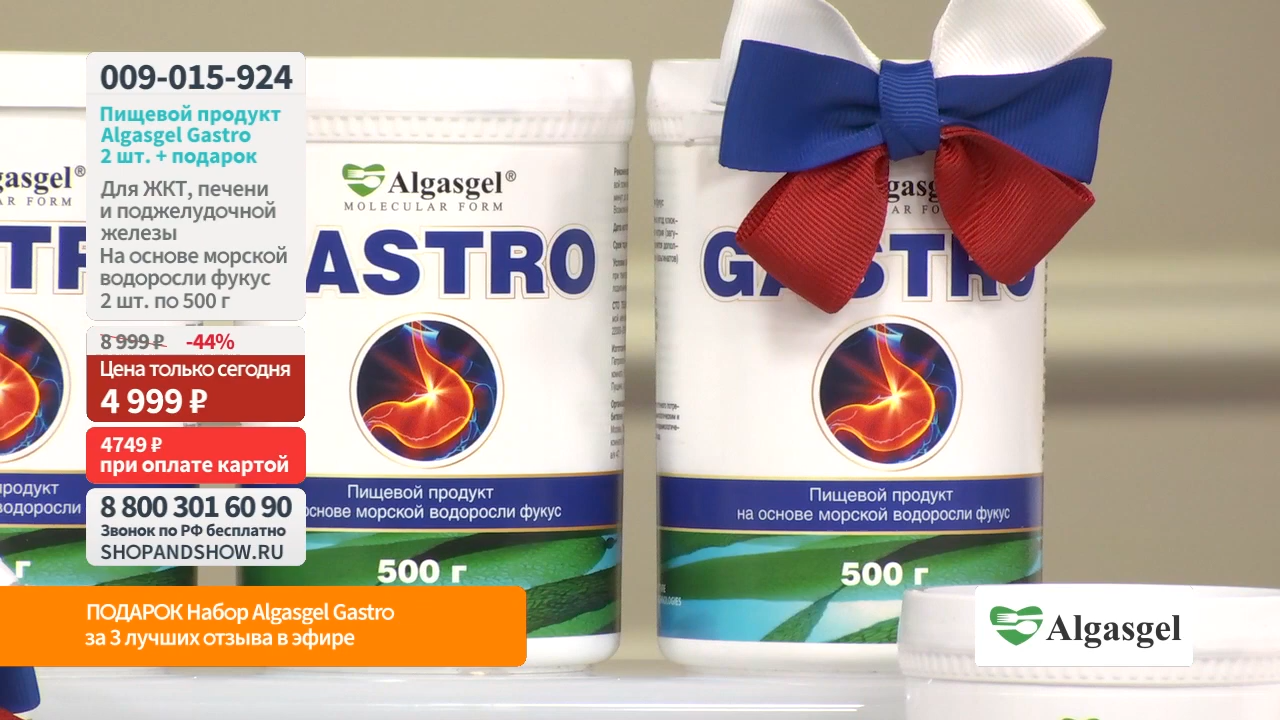 009-015-924
Пищевой продукт
Algasgel Gastro
2 шт. + подарок
Для ЖКТ, печени
и поджелудочной
железы
На основе морской
водоросли фукус
2 шт. по 500 г
8 999 ₽ -44%
Цена только сегодня
4 999 ₽
4749 ₽
при оплате картой
8 800 301 60 90
Звонок по РФ бесплатно
SHOPANDSHOW.RU
ПОДАРОК Набор Algasgel Gastro
за 3 лучших отзыва в эфире
Algasgel®
MOLECULAR FORM
ASTRO
Пищевой продукт
основе морской водоросли фукус
500 г
GASTRO
Пищевой продукт
на основе морской водоросли фукус
500 г
Algasgel